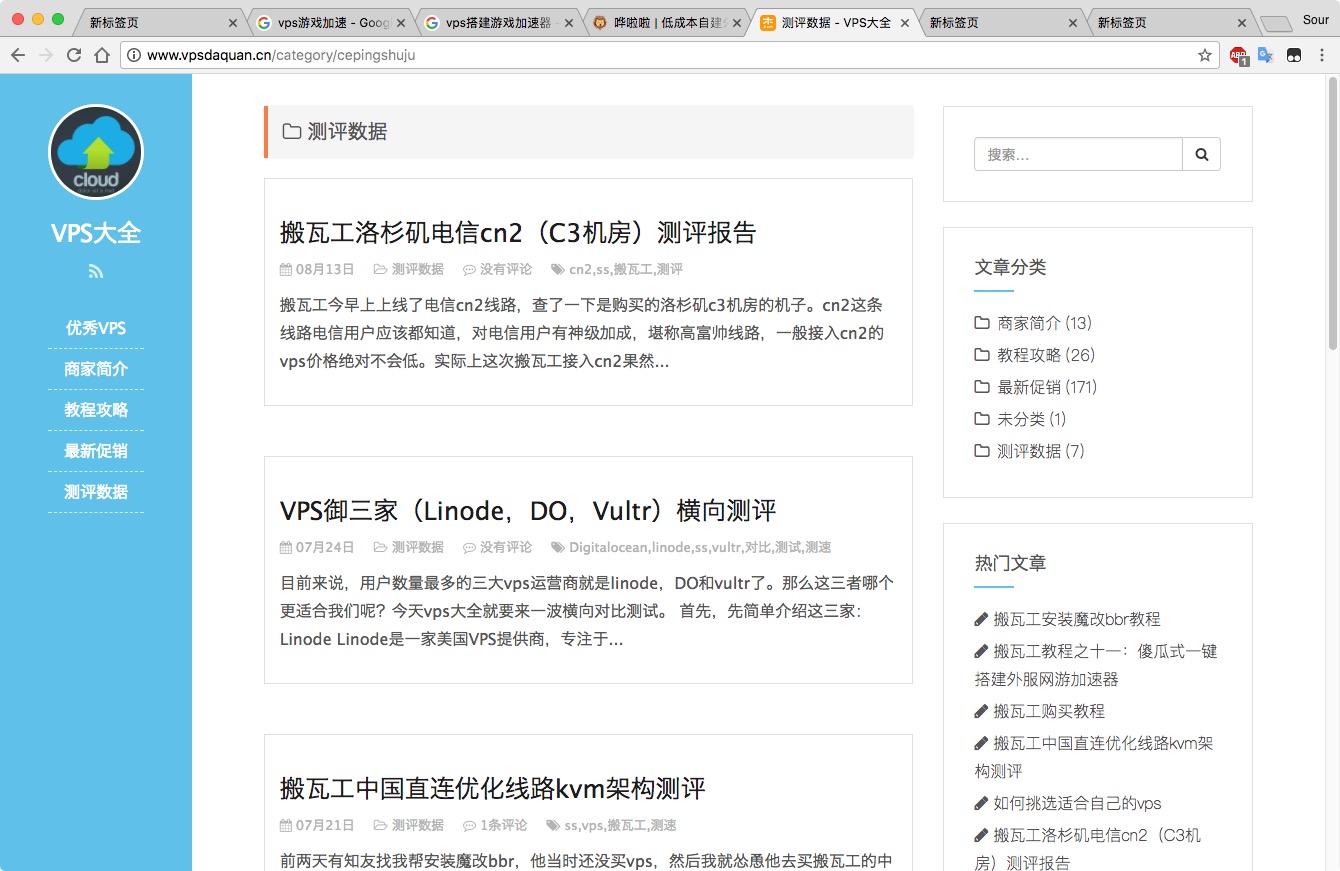 新标签页
vps游戏加速 - Goog
vps搭建游戏加速器 -
哗啦啦 | 低成本自建
测评数据 - VPS大全
新标签页
新标签页
Sour
www.vpsdaquan.cn/category/cepingshuju
ABP
1
cloud
VPS大全
优秀VPS
商家简介
教程攻略
最新促销
测评数据
测评数据
搬瓦工洛杉矶电信cn2（C3机房）测评报告
08月13日 测评数据 没有评论 cn2,ss,搬瓦工,测评
搬瓦工今早上上线了电信cn2线路，查了一下是购买的洛杉矶c3机房的机子。cn2这条
线路电信用户应该都知道，对电信用户有神级加成，堪称高富帅线路，一般接入cn2的
vps价格绝对不会低。实际上这次搬瓦工接入cn2果然...
VPS御三家（Linode，DO，Vultr）横向测评
07月24日 测评数据 没有评论 Digitalocean,linode,ss,vultr,对比,测试,测速
目前来说，用户数量最多的三大vps运营商就是linode，DO和vultr了。那么这三者哪个
更适合我们呢？今天vps大全就要来一波横向对比测试。 首先，先简单介绍这三家：
Linode Linode是一家美国VPS提供商，专注于...
搬瓦工中国直连优化线路kvm架构测评
07月21日 测评数据 1条评论 ss,vps,搬瓦工,测速
前两天有知友找我帮安装魔改bbr，他当时还没买vps，然后我就怂恿他去买搬瓦工的中
搜索...
文章分类
商家简介 (13)
教程攻略 (26)
最新促销 (171)
未分类 (1)
测评数据 (7)
热门文章
搬瓦工安装魔改bbr教程
搬瓦工教程之十一：傻瓜式一键
搭建外服网游加速器
搬瓦工购买教程
搬瓦工中国直连优化线路kvm架
构测评
如何挑选适合自己的vps
搬瓦工洛杉矶电信cn2（C3机
房）测评报告